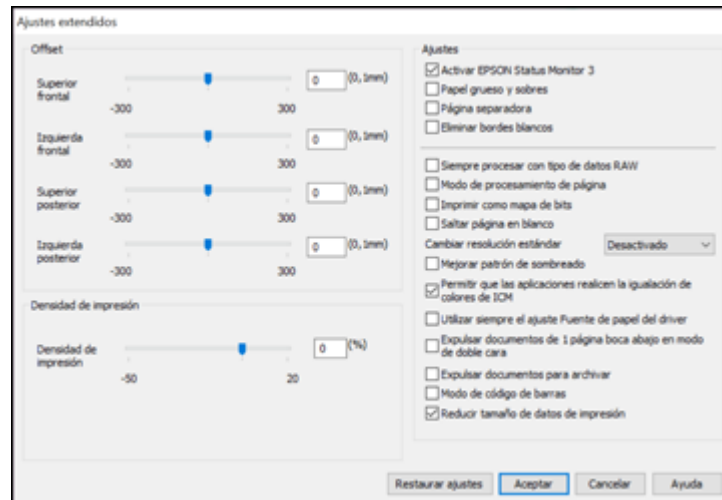 Ajustes extendidos
Offset
Superior
frontal
0
(0,1mm)
-300
300
Izquierda
frontal
0
(0,1mm)
-300
300
Superior
posterior
0
(0,1mm)
-300
300
Izquierda
posterior
0
(0,1mm)
-300
300
Densidad de impresión
Densidad de
impresión
0
(%)
-50
20
Ajustes
Activar EPSON Status Monitor 3
Papel grueso y sobres
Página separadora
Eliminar bordes blancos
Siempre procesar con tipo de datos RAW
Modo de procesamiento de página
Imprimir como mapa de bits
Saltar página en blanco
Cambiar resolución estándar
Desactivado
Mejorar patrón de sombreado
Permitir que las aplicaciones realicen la igualación de
colores de ICM
Utilizar siempre el ajuste Fuente de papel del driver
Expulsar documentos de 1 página boca abajo en modo
de doble cara
Expulsar documentos para archivar
Modo de código de barras
Reducir tamaño de datos de impresión
Restaurar ajustes
Aceptar
Cancelar
Ayuda